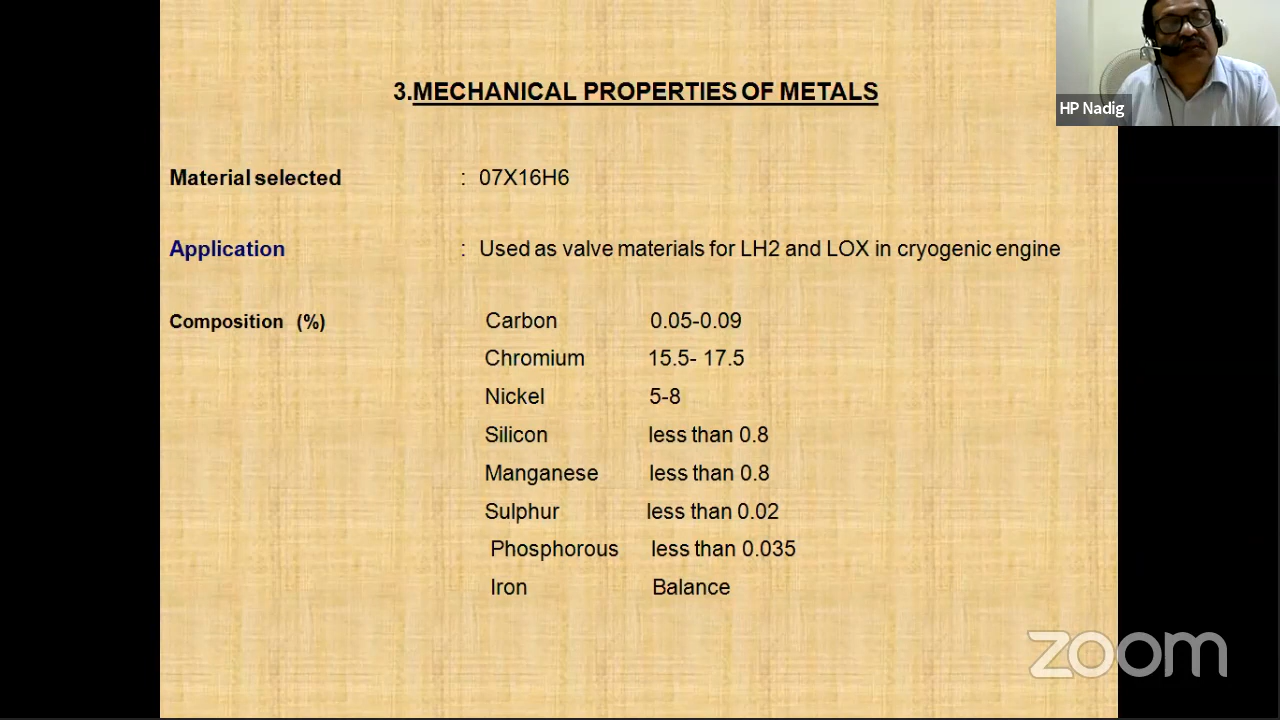 3.MECHANICAL PROPERTIES OF METALS
HP Nadig
Material selected : 07X16H6
Application : Used as valve materials for LH2 and LOX in cryogenic engine
Composition (%) Carbon 0.05-0.09
Chromium 15.5- 17.5
Nickel 5-8
Silicon less than 0.8
Manganese less than 0.8
Sulphur less than 0.02
Phosphorous less than 0.035
Iron Balance
zoom